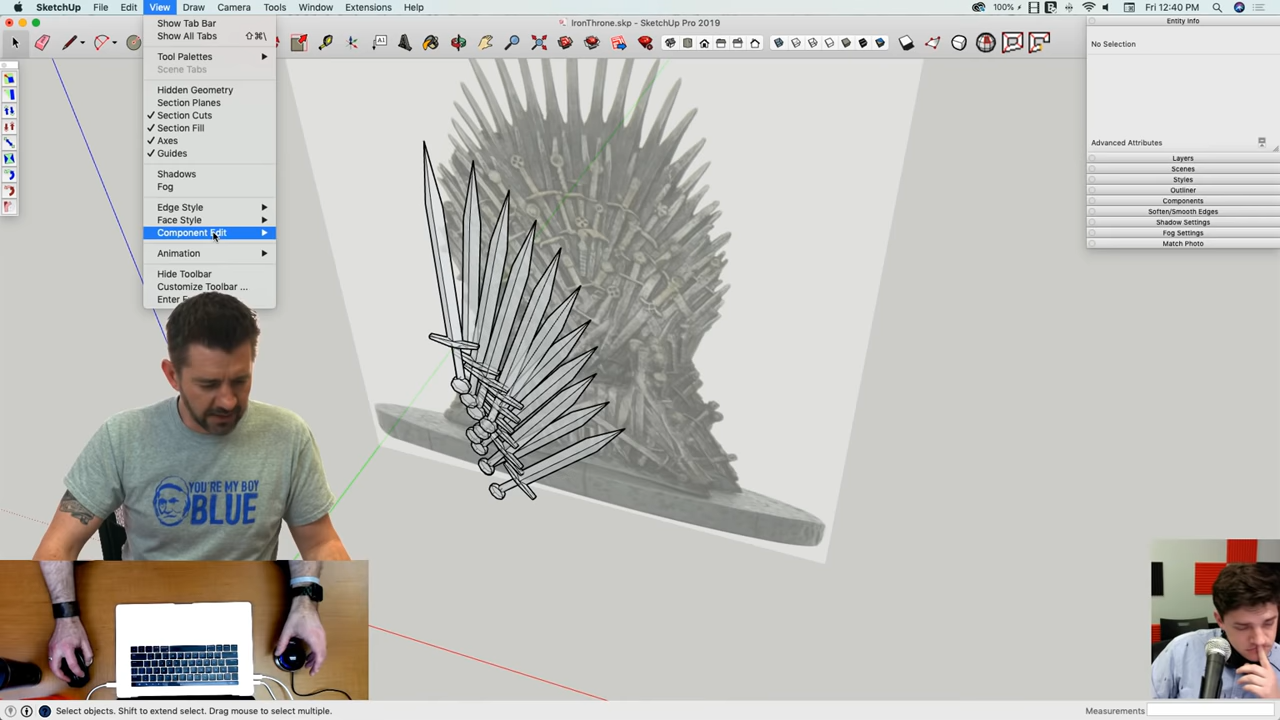 SketchUp File Edit View Draw Camera Tools Window Extensions Help
100% Fri 12:40 PM
IronThrone.skp - SketchUp Pro 2019
Show Tab Bar
Show All Tabs ⇧⌘\
Tool Palettes
Scene Tabs
Hidden Geometry
Section Planes
✓ Section Cuts
✓ Section Fill
✓ Axes
✓ Guides
Shadows
Fog
Edge Style
Face Style
Component Edit
Animation
Hide Toolbar
Customize Toolbar ...
Enter
Entity Info
No Selection
Advanced Attributes
Layers
Scenes
Styles
Outliner
Components
Soften/Smooth Edges
Shadow Settings
Fog Settings
Match Photo
YOU'RE MY BOY
BLUE
Select objects. Shift to extend select. Drag mouse to select multiple.
Measurements